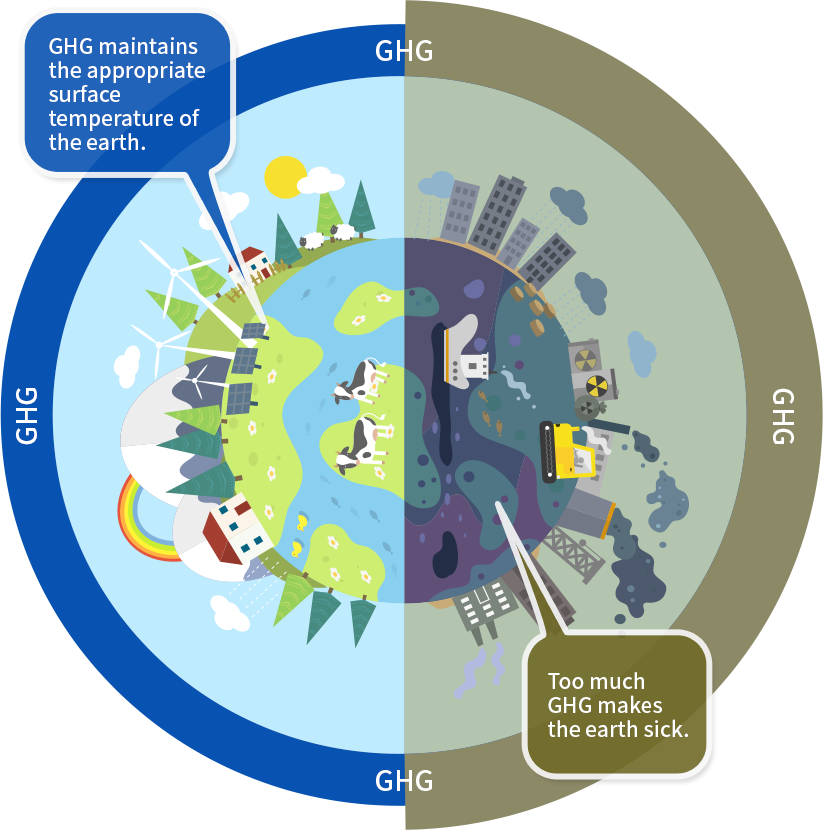 GHG maintains
the appropriate
surface
temperature of
the earth.
GHG
GHG
GHG
Too much
GHG makes
the earth sick.
GHG